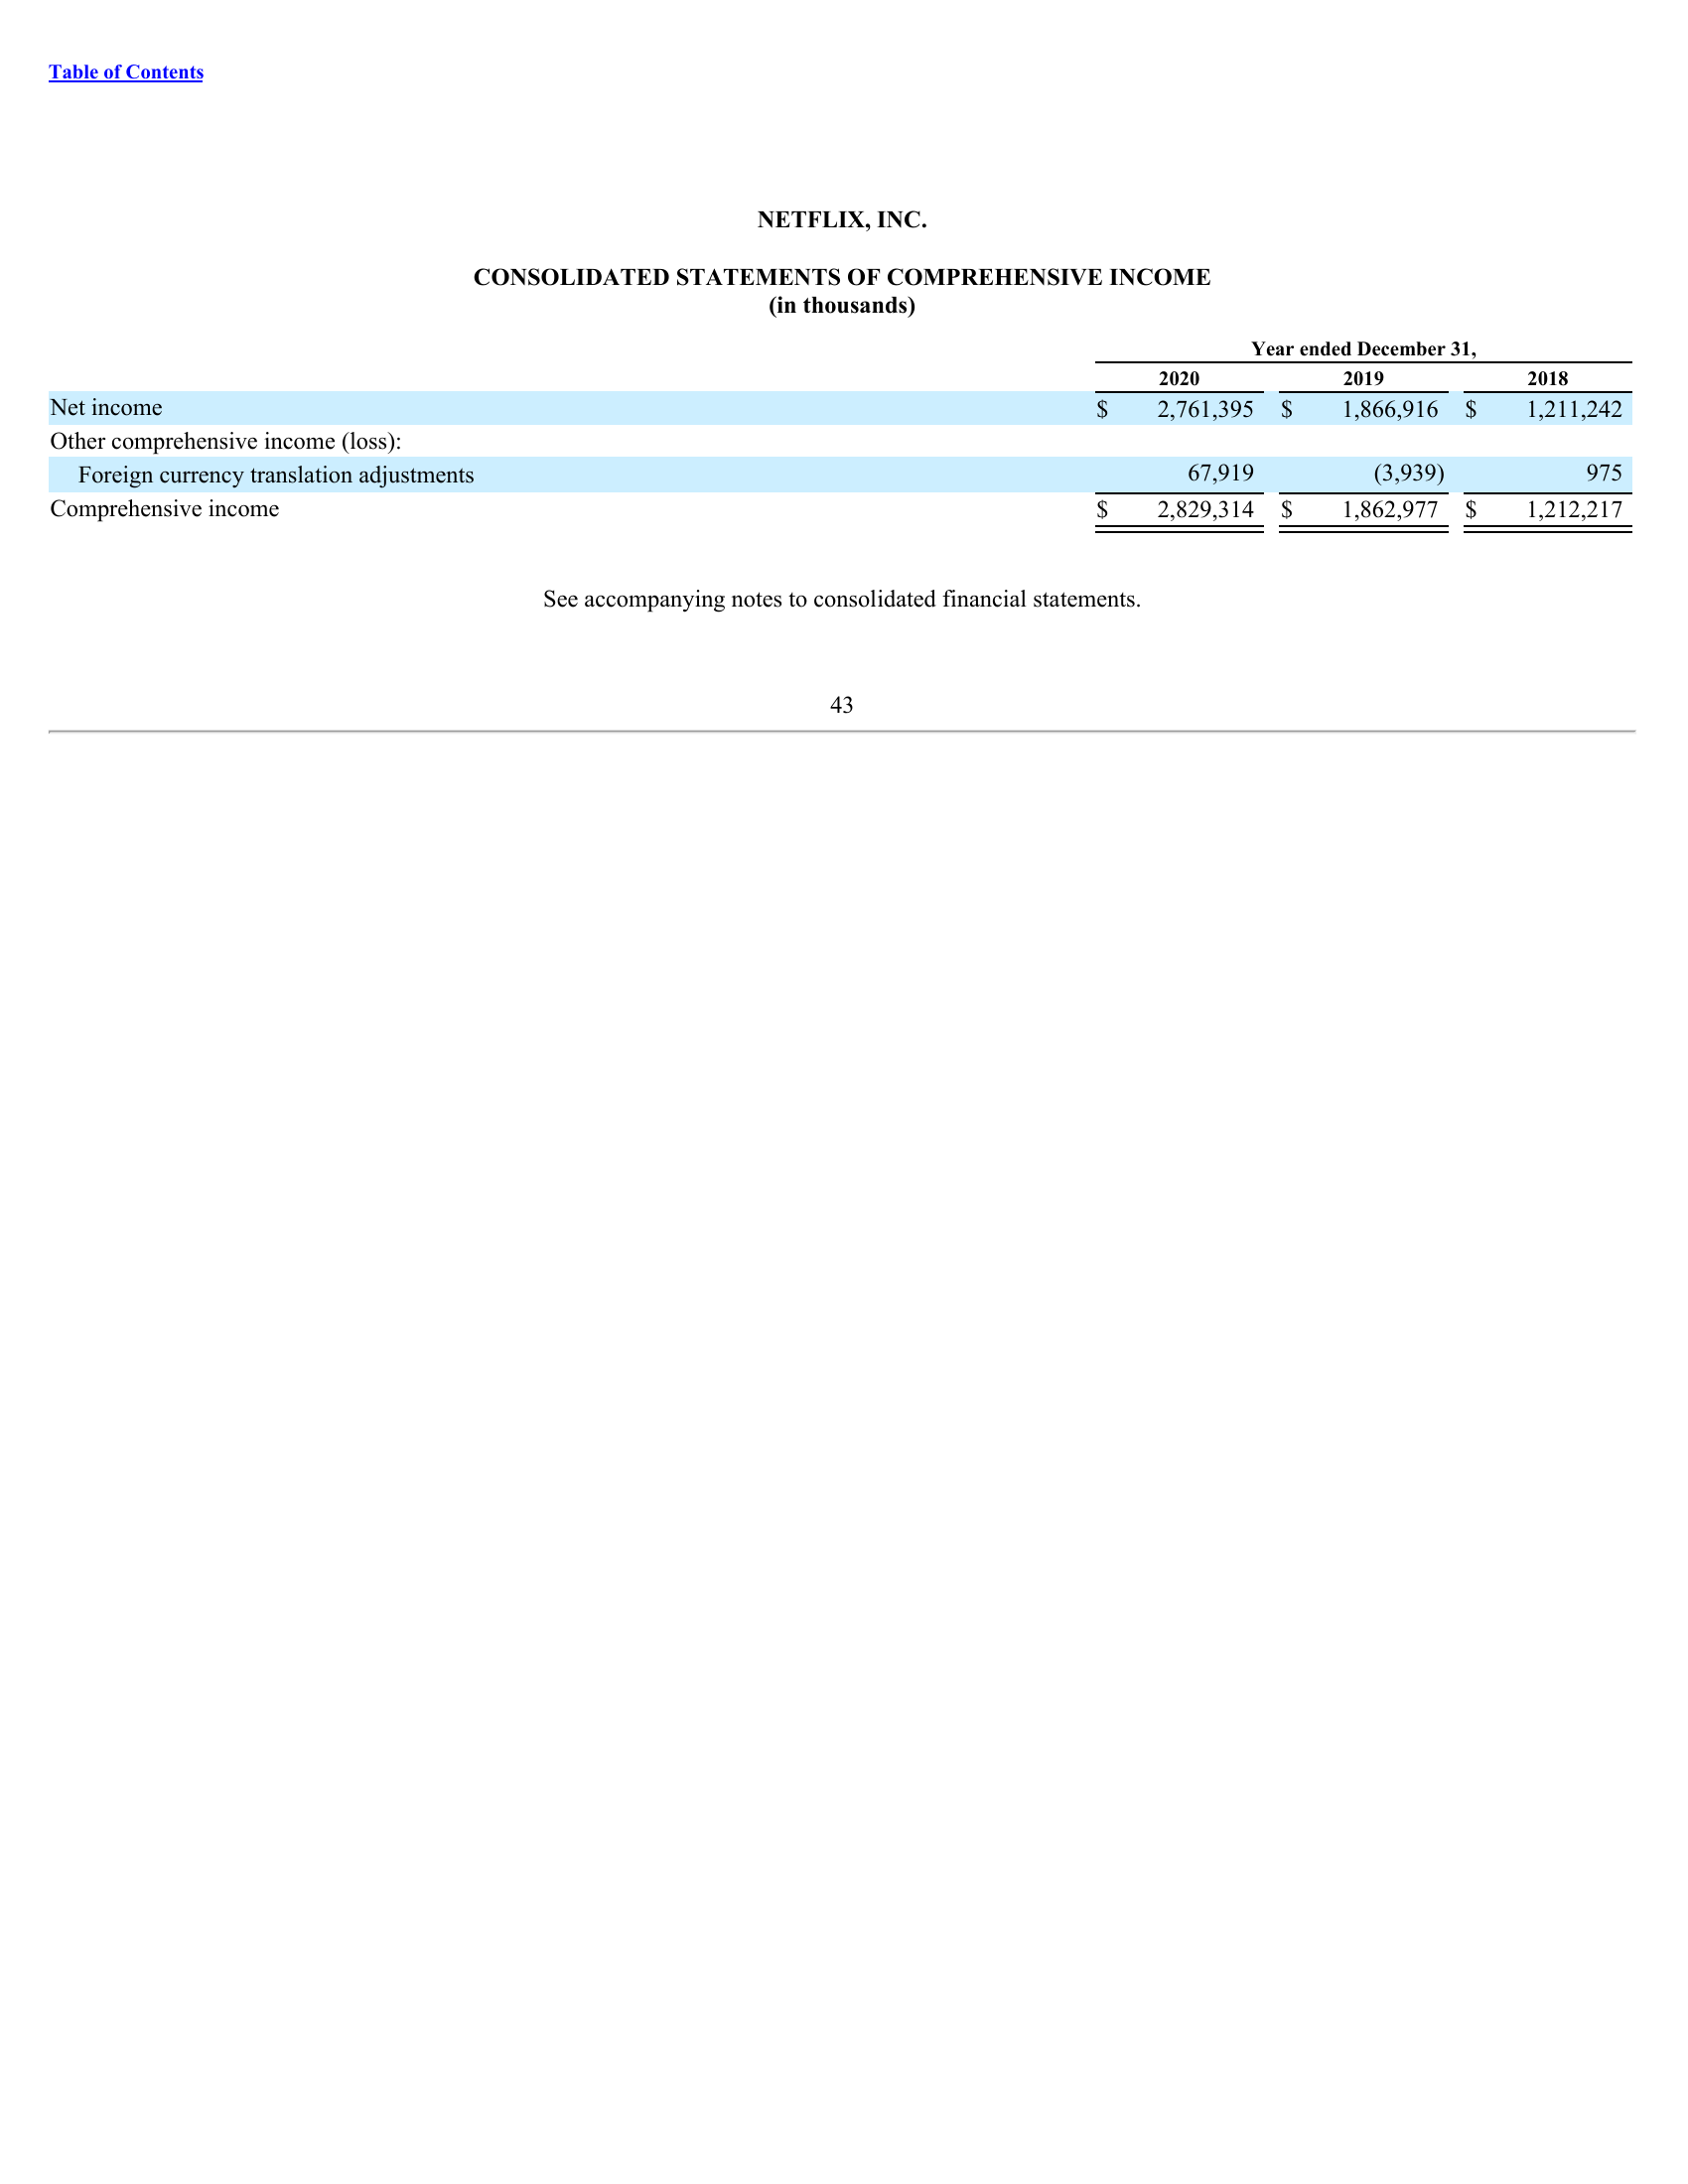 Table of Contents
NETFLIX, INC.
CONSOLIDATED STATEMENTS OF COMPREHENSIVE INCOME
(in thousands)
Year ended December 31,
2020 2019 2018
Net income $ 2,761,395 $ 1,866,916 $ 1,211,242
Other comprehensive income (loss):
Foreign currency translation adjustments 67,919 (3,939) 975
Comprehensive income $ 2,829,314 $ 1,862,977 $ 1,212,217
See accompanying notes to consolidated financial statements.
43